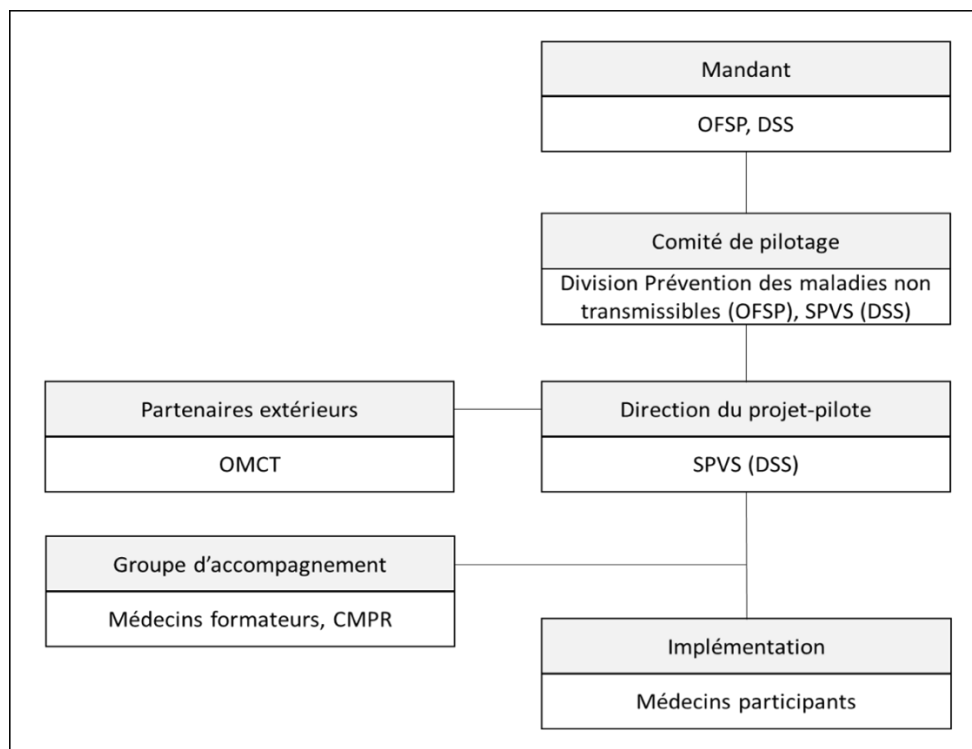 Mandant
OFSP, DSS
Comité de pilotage
Division Prévention des maladies non
transmissibles (OFSP), SPVS (DSS)
Partenaires extérieurs
OMCT
Direction du projet-pilote
SPVS (DSS)
Groupe d’accompagnement
Médecins formateurs, CMPR
Implémentation
Médecins participants